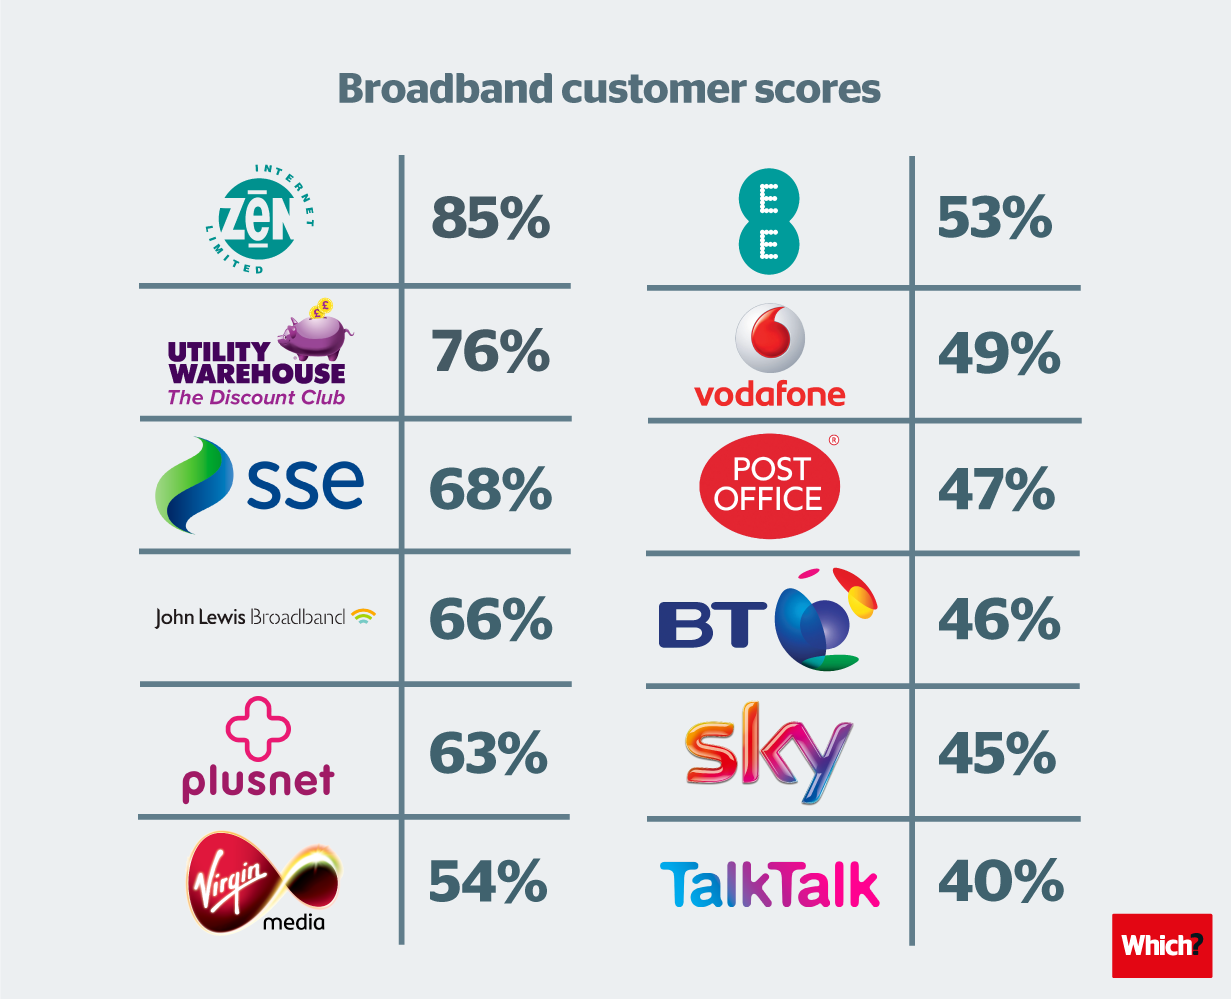 Broadband customer scores
INTERNET
ZeN
LIMITED
85%
UTILITY
WAREHOUSE
The Discount Club
££
76%
sse
68%
John Lewis Broadband
66%
plusnet
63%
Virgin
media
54%
E
E
53%
vodafone
49%
POST
OFFICE
®
47%
BT
46%
sky
45%
TalkTalk
40%
Which?